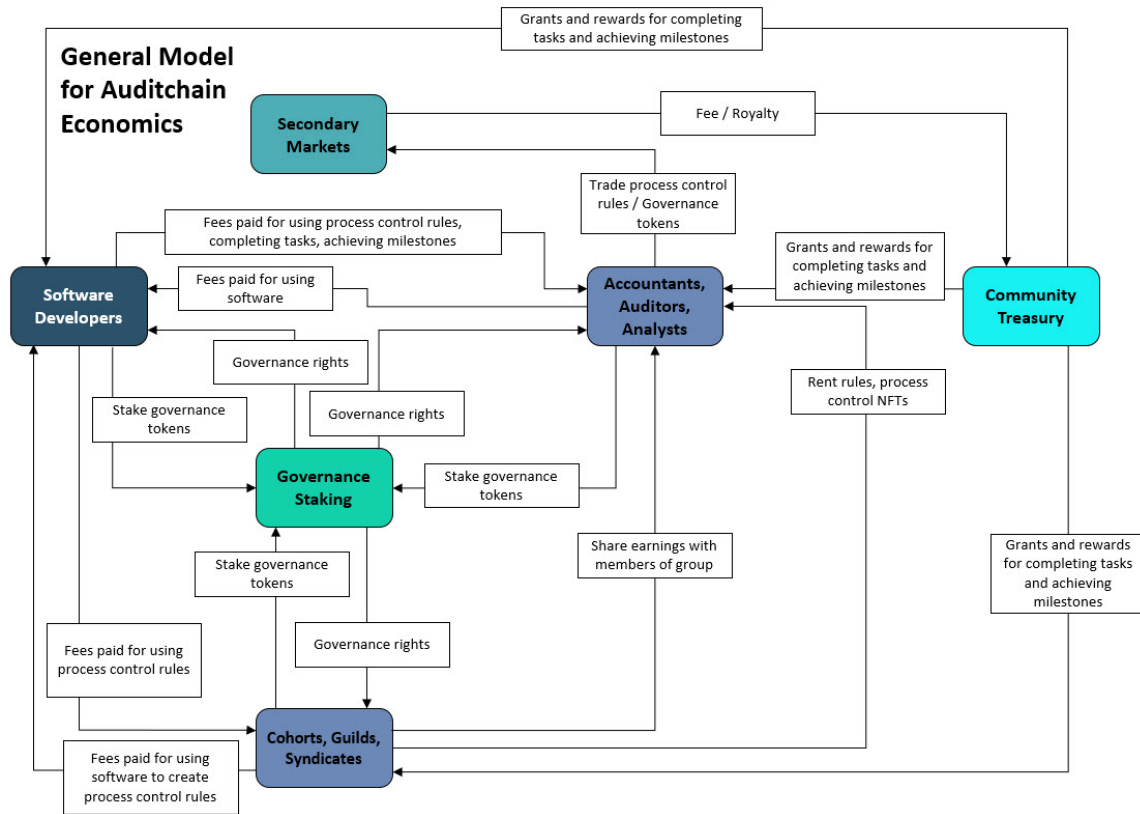 Grants and rewards for completing
tasks and achieving milestones
General Model
for Auditchain
Economics
Secondary
Markets
Fee / Royalty
Trade process control
rules / Governance
tokens
Fees paid for using process control rules,
completing tasks, achieving milestones
Grants and rewards for
completing tasks and
achieving milestones
Software
Developers
Fees paid for using
software
Accountants,
Auditors,
Analysts
Community
Treasury
Governance rights
Rent rules, process
control NFTs
Stake governance
tokens
Governance rights
Governance
Staking
Stake governance
tokens
Stake governance
tokens
Share earnings with
members of group
Grants and rewards
for completing tasks
and achieving
milestones
Fees paid for using
process control rules
Governance rights
Cohorts, Guilds,
Syndicates
Fees paid for using
software to create
process control rules